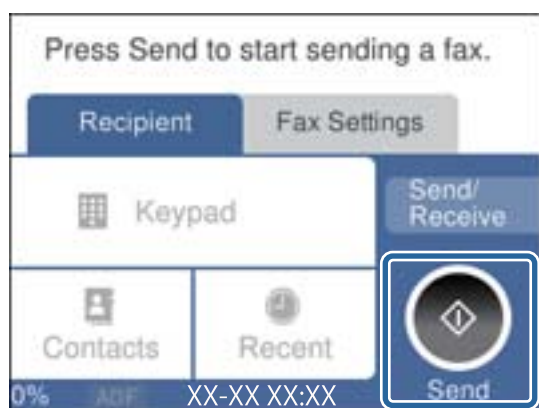 Press Send to start sending a fax.
Recipient
Fax Settings
Keypad
Send/
Receive
Contacts
Recent
0%
ADF
XX-XX XX:XX
Send